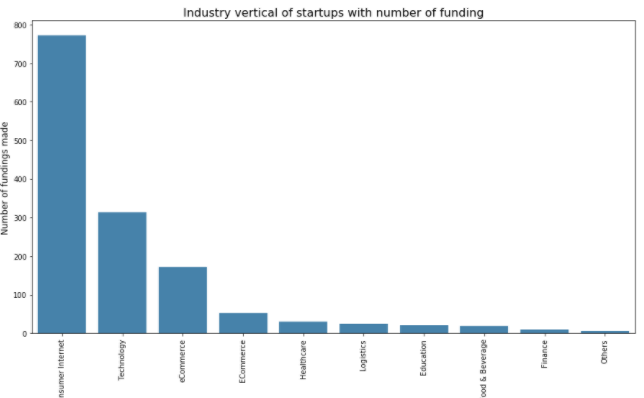 Industry vertical of startups with number of funding
Number of fundings made
800
700
600
500
400
300
200
100
0
nsumer Internet
Technology
eCommerce
ECommerce
Healthcare
Logistics
Education
ood & Beverage
Finance
Others